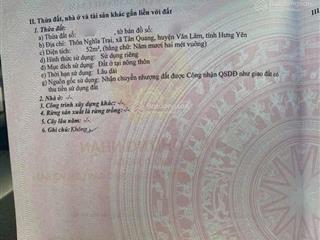 II. Thửa đất, nhà ở và tài sản khác gắn liền với đất
1. Thửa đất:
a) Thửa đất số: , tờ bản đồ số:
b) Địa chỉ: Thôn Nghĩa Trai, xã Tân Quang, huyện Văn Lâm, tỉnh Hưng Yên
c) Diện tích: 52m², (bằng chữ: Năm mươi hai mét vuông)
d) Hình thức sử dụng: Sử dụng riêng
đ) Mục đích sử dụng: Đất ở tại nông thôn
e) Thời hạn sử dụng: Lâu dài
g) Nguồn gốc sử dụng: Nhận chuyển nhượng đất được Công nhận QSDĐ như giao đất có
thu tiền sử dụng đất
2. Nhà ở: -/-
3. Công trình xây dựng khác: -/-
4. Rừng sản xuất là rừng trồng: -/-
5. Cây lâu năm: -/-
6. Ghi chú: Không